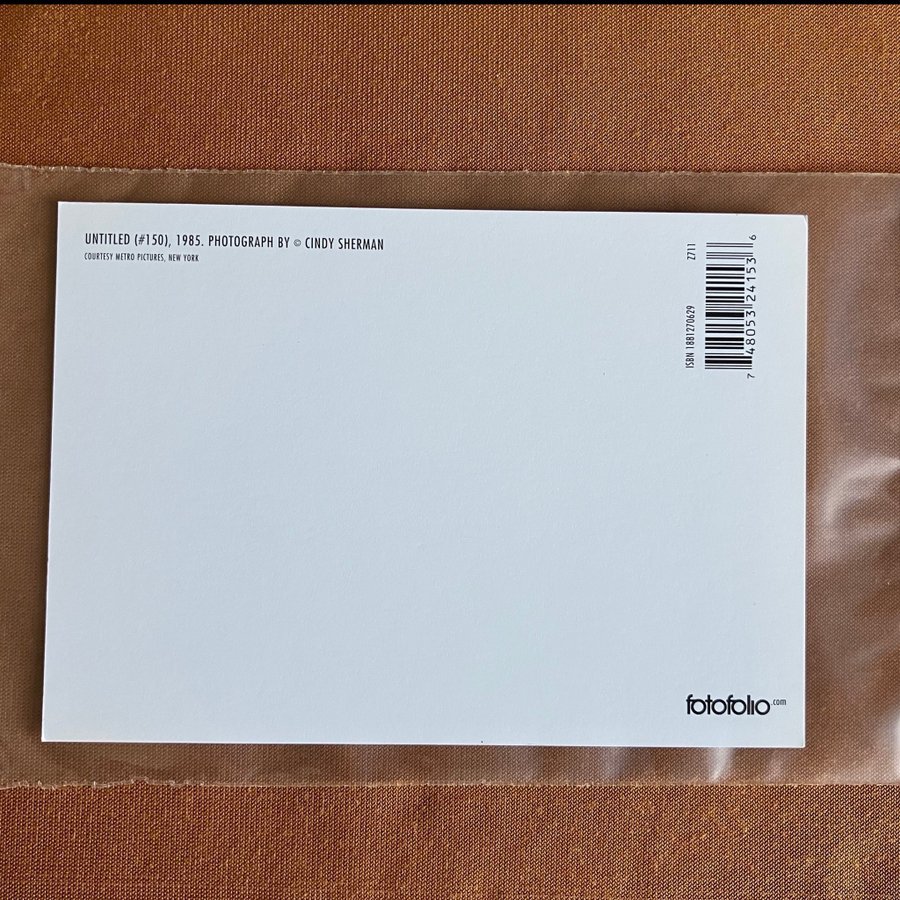 UNTITLED (#150), 1985. PHOTOGRAPH BY © CINDY SHERMAN
COURTESY METRO PICTURES, NEW YORK
Z711
ISBN 1881270629
7 48053 24153 6
fotofolio.com